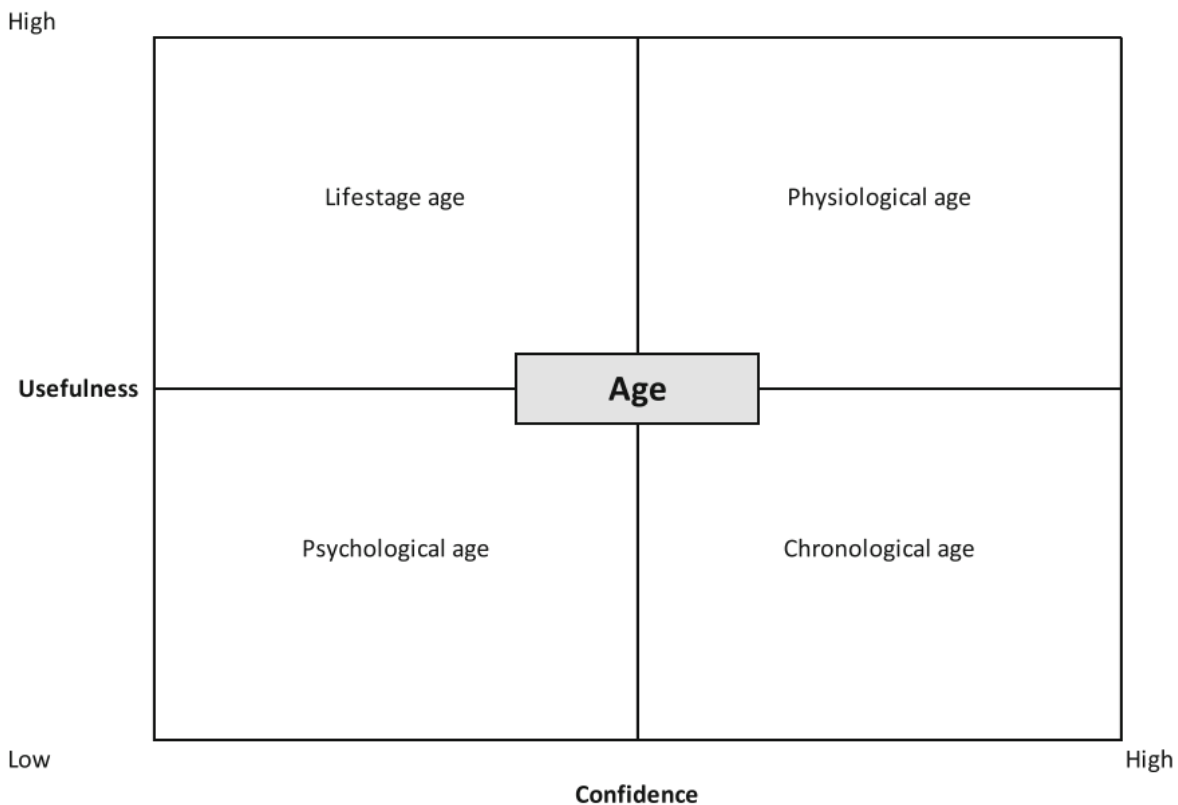 High
Lifestage age
Physiological age
Usefulness
Age
Psychological age
Chronological age
Low
High
Confidence